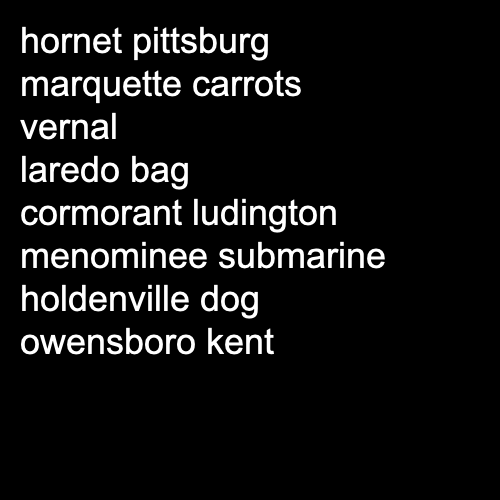 hornet pittsburg
marquette carrots
vernal
laredo bag
cormorant ludington
menominee submarine
holdenville dog
owensboro kent